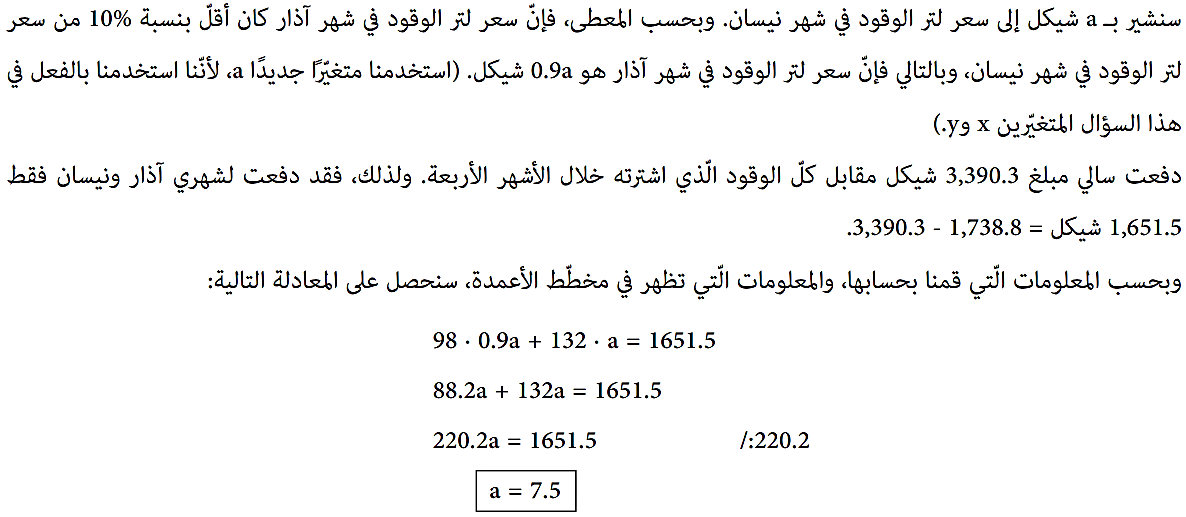 سنشير بـ a شيكل إلى سعر لتر الوقود في شهر نيسان. وبحسب المعطى، فإنّ سعر لتر الوقود في شهر آذار كان أقلّ بنسبة 10% من سعر
لتر الوقود في شهر نيسان، وبالتالي فإنّ سعر لتر الوقود في شهر آذار هو 0.9a شيكل. (استخدمنا متغيّرًا جديدًا a، لأنّنا استخدمنا بالفعل في
هذا السؤال المتغيّرين x وy.)
دفعت سالي مبلغ 3,390.3 شيكل مقابل كلّ الوقود الّذي اشترته خلال الأشهر الأربعة. ولذلك، فقد دفعت لشهري آذار ونيسان فقط
1,651.5 شيكل = 1,738.8 - 3,390.3.
وبحسب المعلومات الّتي قمنا بحسابها، والمعلومات الّتي تظهر في مخطّط الأعمدة، سنحصل على المعادلة التالية:
98 · 0.9a + 132 · a = 1651.5
88.2a + 132a = 1651.5
220.2a = 1651.5 /:220.2
a = 7.5